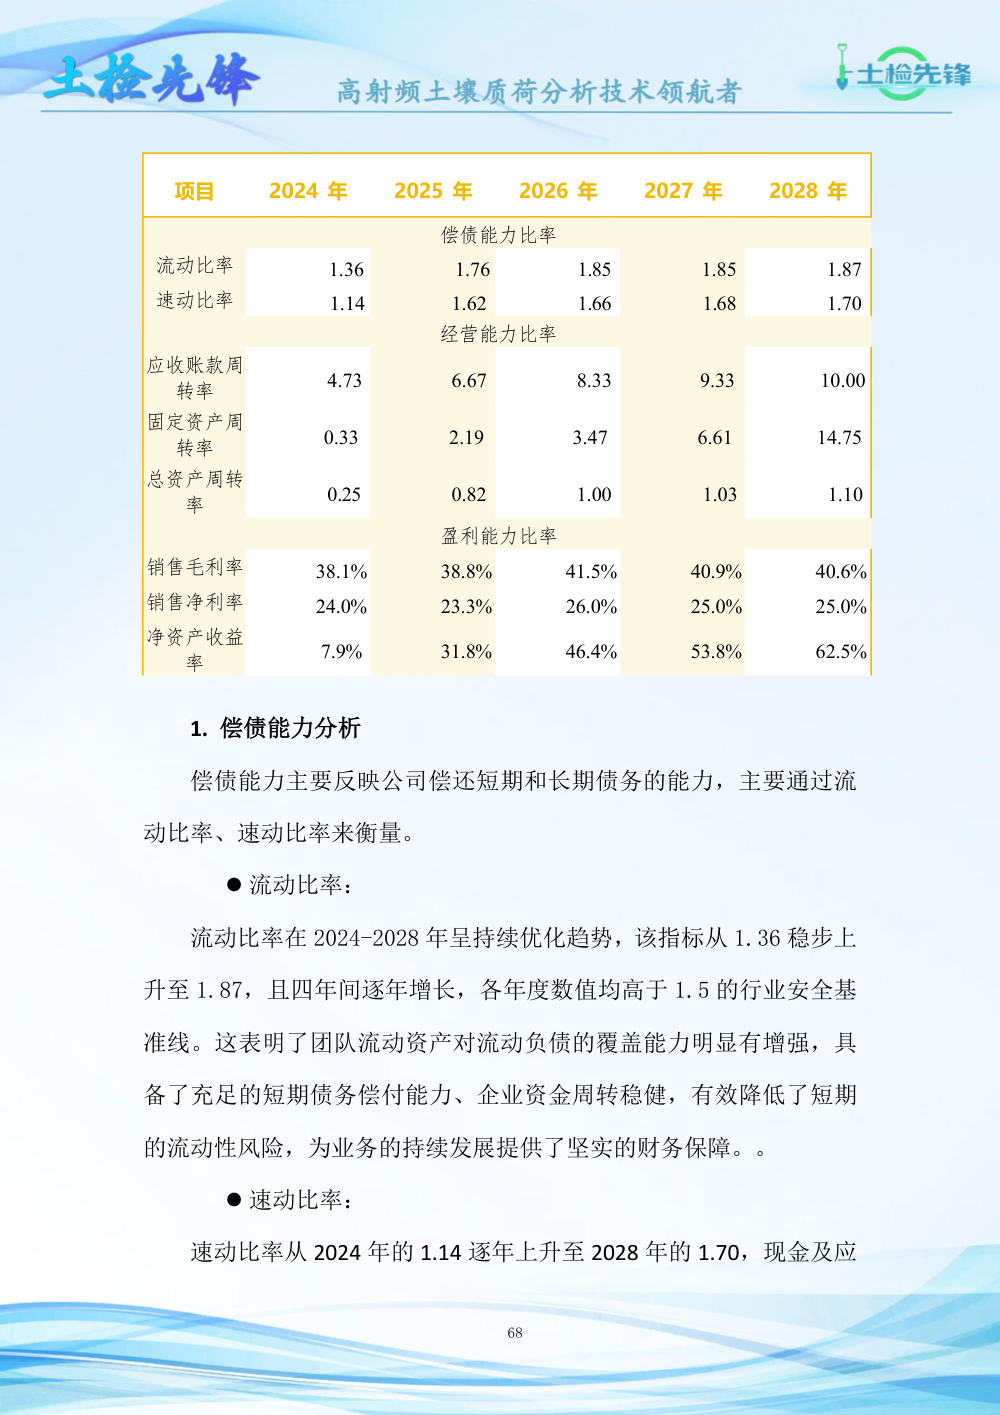 土检先锋
高射频土壤质荷分析技术领航者
土检先锋
项目 2024 年 2025 年 2026 年 2027 年 2028 年
偿债能力比率
流动比率 1.36 1.76 1.85 1.85 1.87
速动比率 1.14 1.62 1.66 1.68 1.70
经营能力比率
应收账款周
转率 4.73 6.67 8.33 9.33 10.00
固定资产周
转率 0.33 2.19 3.47 6.61 14.75
总资产周转
率 0.25 0.82 1.00 1.03 1.10
盈利能力比率
销售毛利率 38.1% 38.8% 41.5% 40.9% 40.6%
销售净利率 24.0% 23.3% 26.0% 25.0% 25.0%
净资产收益
率 7.9% 31.8% 46.4% 53.8% 62.5%
1. 偿债能力分析
偿债能力主要反映公司偿还短期和长期债务的能力，主要通过流
动比率、速动比率来衡量。
● 流动比率：
流动比率在 2024-2028 年呈持续优化趋势，该指标从 1.36 稳步上
升至 1.87，且四年间逐年增长，各年度数值均高于 1.5 的行业安全基
准线。这表明了团队流动资产对流动负债的覆盖能力明显有增强，具
备了充足的短期债务偿付能力、企业资金周转稳健，有效降低了短期
的流动性风险，为业务的持续发展提供了坚实的财务保障。。
● 速动比率：
速动比率从 2024 年的 1.14 逐年上升至 2028 年的 1.70，现金及应
68